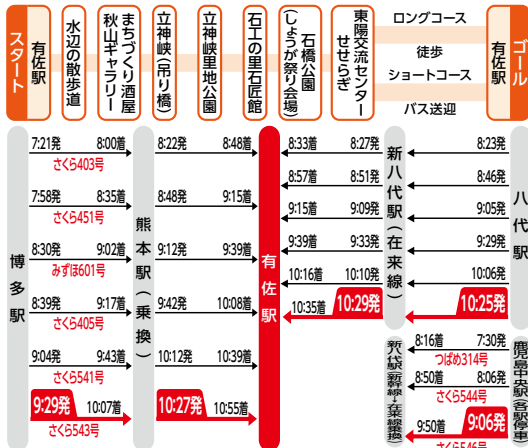 スタート
有佐駅
水辺の散歩道
まちづくり酒屋
秋山ギャラリー
立神峡(吊り橋)
立神峡里地公園
石工の里石匠館
石橋公園
(しょうが祭り会場)
東陽交流センター
せせらぎ
ロングコース
徒歩
ショートコース
バス送迎
ゴール
有佐駅
博多駅
7:21発 8:00着
さくら403号
7:58発 8:35着
さくら451号
8:30発 9:02着
みずほ601号
8:39発 9:17着
さくら405号
9:04発 9:43着
さくら541号
9:29発 10:07着
さくら543号
熊本駅(乗換)
8:22発 8:48着
8:48発 9:15着
9:12発 9:39着
9:42発 10:08着
10:12発 10:39着
10:27発 10:55着
有佐駅
8:33着 8:27発
8:57着 8:51発
9:15着 9:09発
9:39着 9:33発
10:16着 10:10発
10:35着 10:29発
新八代駅(在来線)
8:23発
8:46発
9:05発
9:29発
10:06発
10:25発
八代駅
新八代駅(新幹線→在来線乗換)
8:16着 7:30発
つばめ314号
8:50着 8:06発
さくら544号
9:50着 9:06発
さくら546号
鹿児島中央駅(各駅停車)